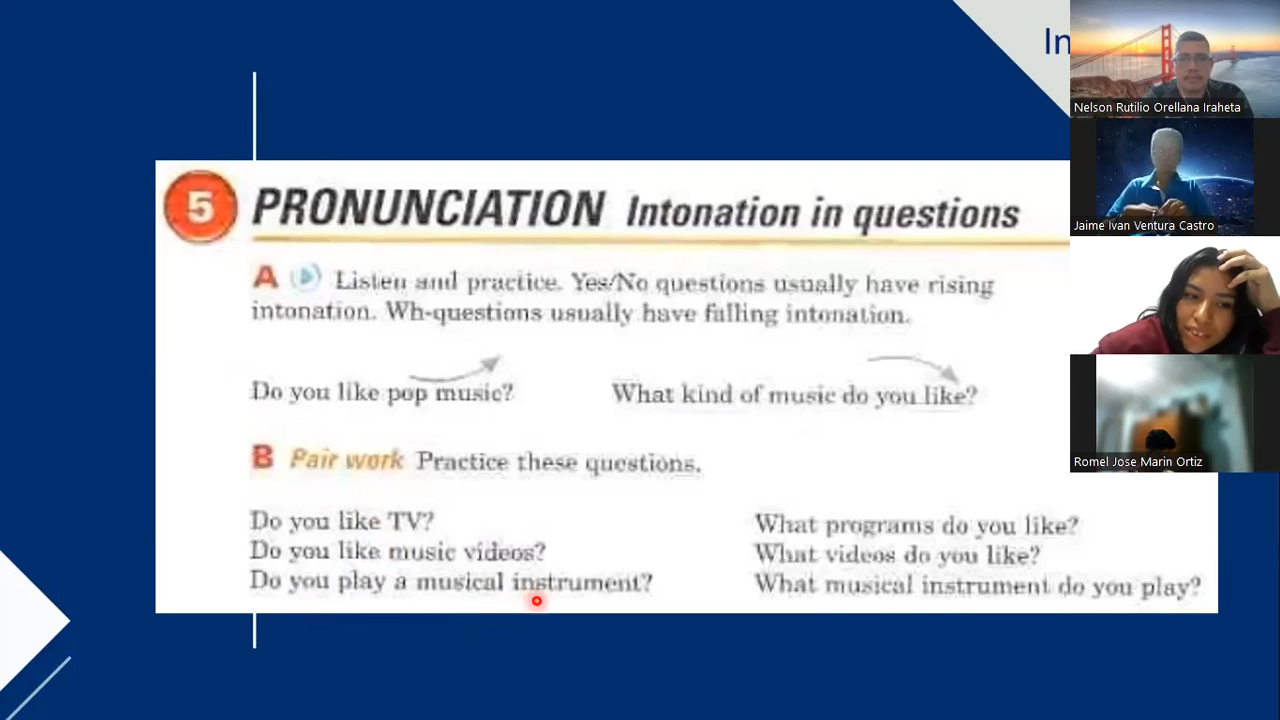 In
5 PRONUNCIATION Intonation in questions
A Listen and practice. Yes/No questions usually have rising
intonation. Wh-questions usually have falling intonation.
Do you like pop music? What kind of music do you like?
B Pair work Practice these questions.
Do you like TV? What programs do you like?
Do you like music videos? What videos do you like?
Do you play a musical instrument? What musical instrument do you play?
Nelson Rutilio Orellana Iraheta
Jaime Ivan Ventura Castro
Romel Jose Marin Ortiz